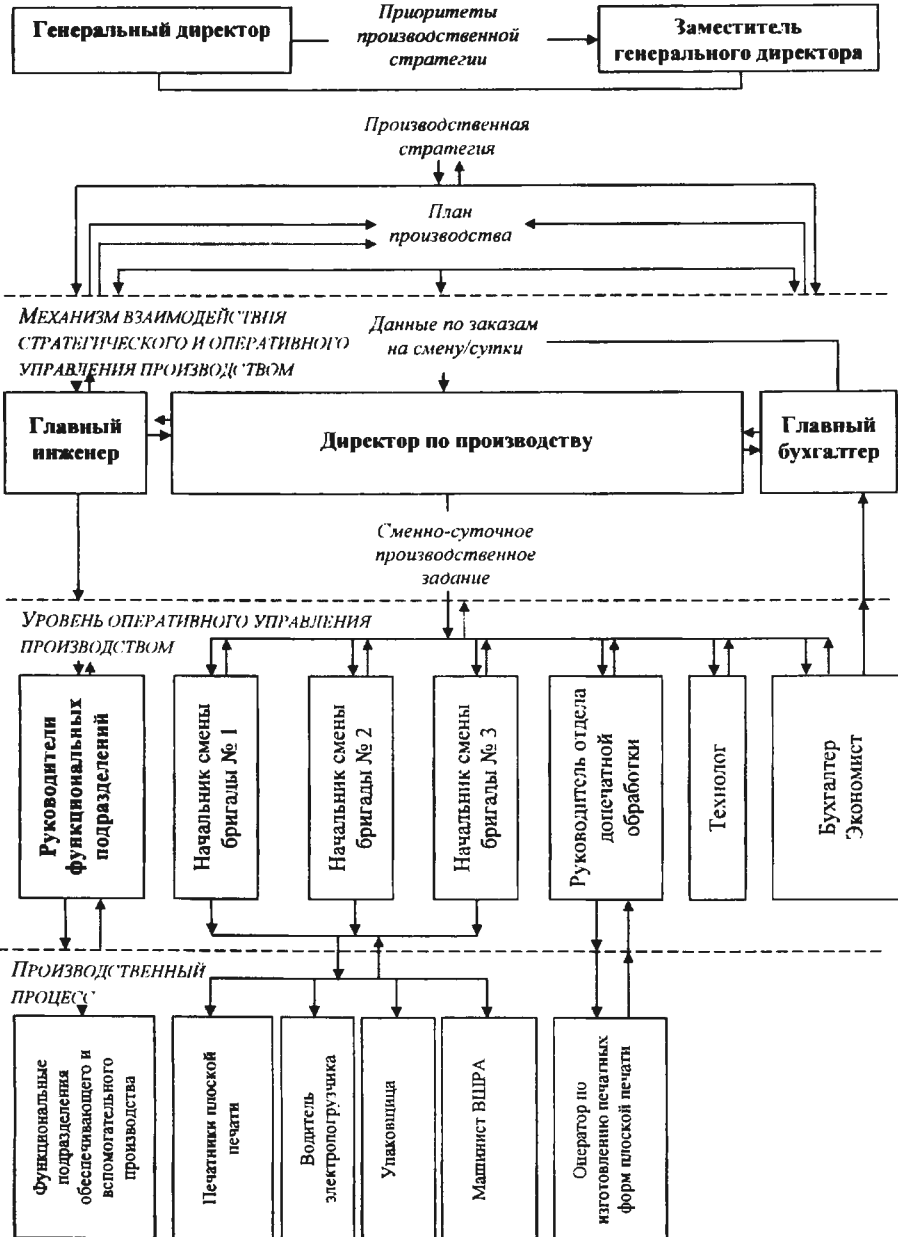 Генеральный директор
Приоритеты
производственной
стратегии
Заместитель
генерального директора
Производственная
стратегия
План
производства
МЕХАНИЗМ ВЗАИМОДЕЙСТВИЯ
СТРАТЕГИЧЕСКОГО И ОПЕРАТИВНОГО
УПРАВЛЕНИЯ ПРОИЗВОДСТВОМ
Данные по заказам
на смену/сутки
Главный
инженер
Директор по производству
Главный
бухгалтер
Сменно-суточное
производственное
задание
УРОВЕНЬ ОПЕРАТИВНОГО УПРАВЛЕНИЯ
ПРОИЗВОДСТВОМ
Руководители
функциональных
подразделений
Начальник смены
бригады № 1
Начальник смены
бригады № 2
Начальник смены
бригады № 3
Руководитель отдела
допечатной
обработки
Технолог
Бухгалтер
Экономист
ПРОИЗВОДСТВЕННЫЙ
ПРОЦЕСС
Функциональные
подразделения
обеспечивающего и
вспомогательного
производства
Печатники плоской
печати
Водитель
электропогрузчика
Упаковщица
Машинист ВШРА
Оператор по
изготовлению печатных
форм плоской печати